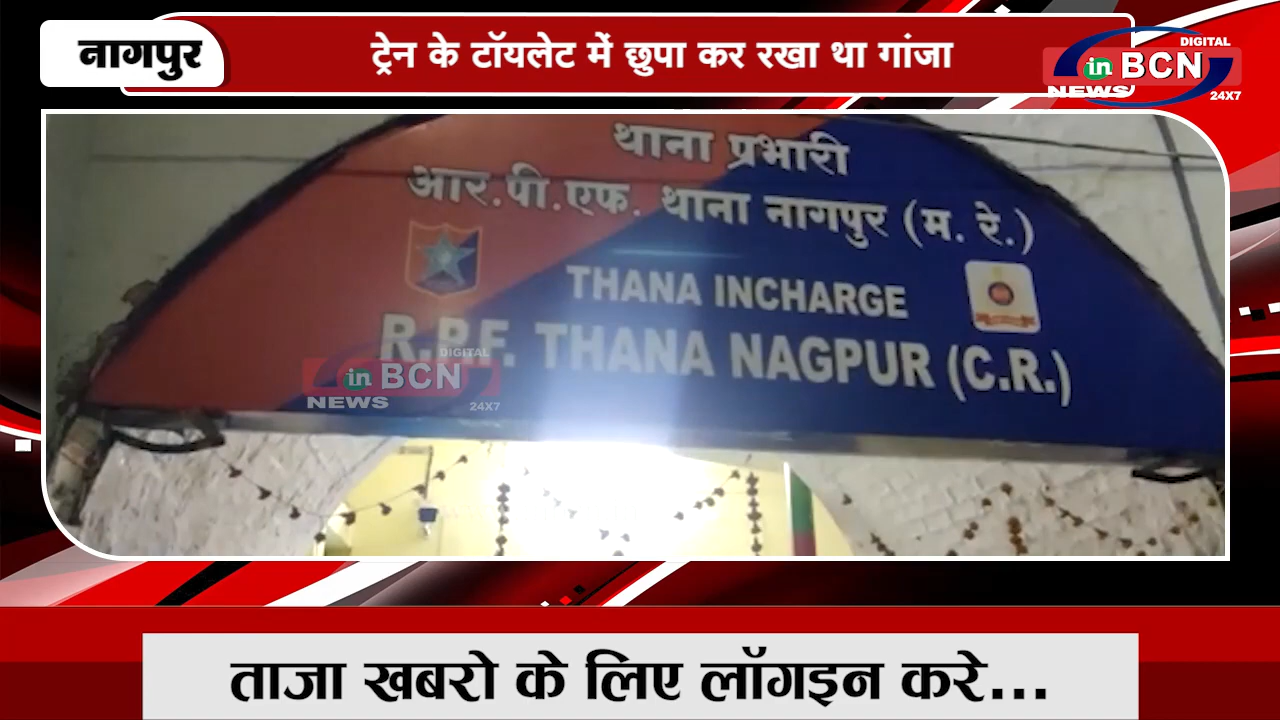 नागपुर
ट्रेन के टॉयलेट में छुपा कर रखा था गांजा
DIGITAL
in BCN
NEWS
24X7
थाना प्रभारी
आर.पी.एफ. थाना नागपुर (म. रे.)
THANA INCHARGE
R.P.F. THANA NAGPUR (C.R.)
DIGITAL
in BCN
NEWS
24X7
ताजा खबरो के लिए लॉगइन करे...